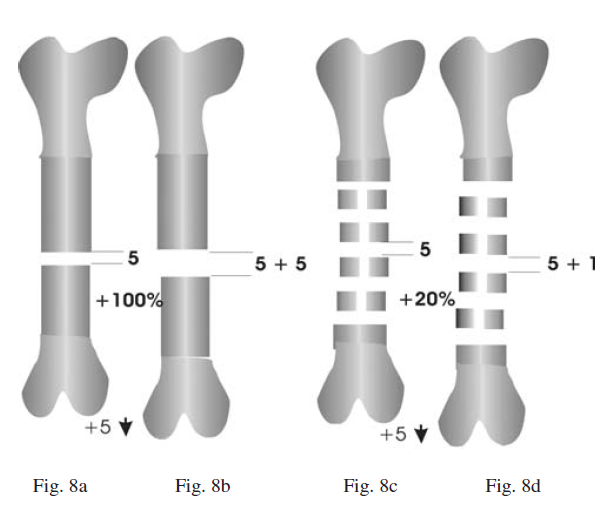 5
5 + 5
+100%
+5
5
5 + 1
+20%
+5
Fig. 8a
Fig. 8b
Fig. 8c
Fig. 8d